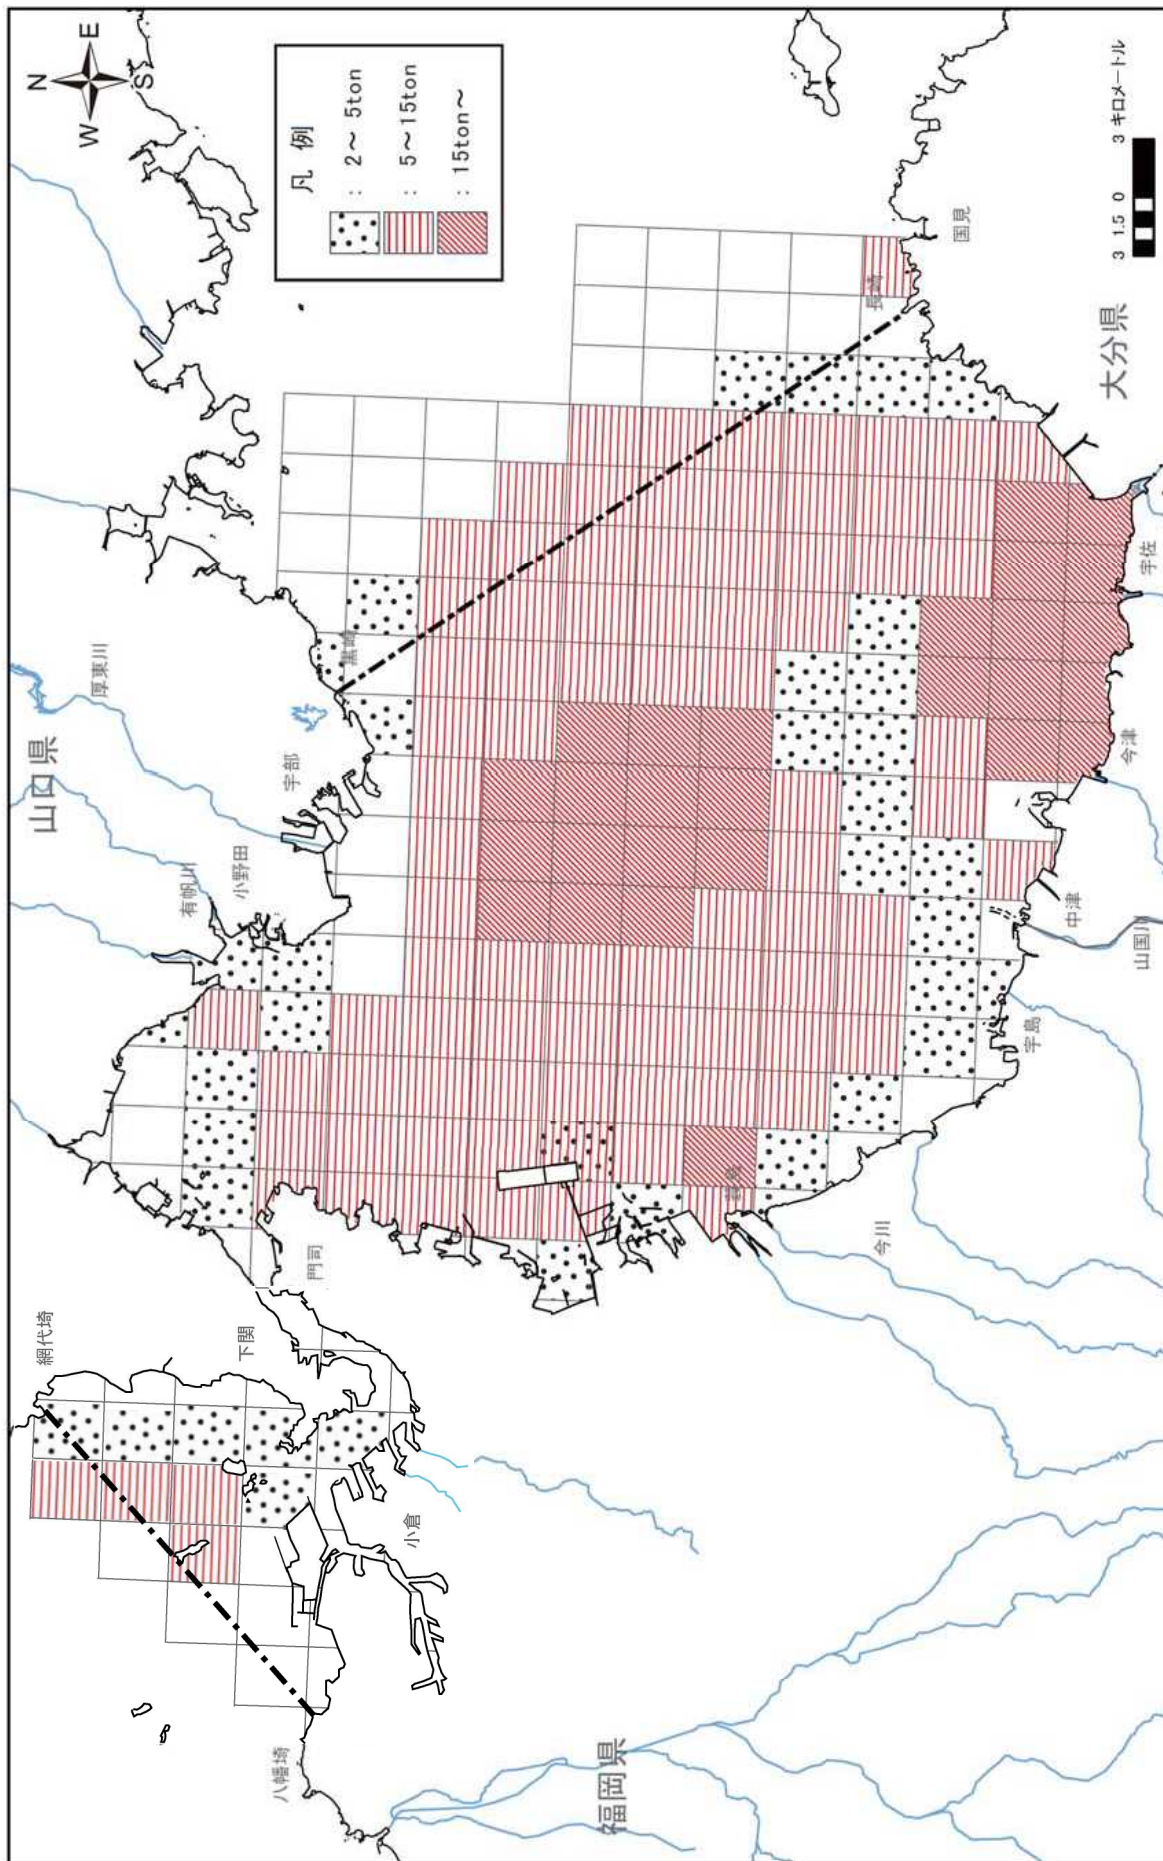 N
W
E
S
凡 例
: 2～ 5ton
: 5～15ton
: 15ton～
山口県
厚東川
有帆川
小野田
宇部
黒崎
網代埼
下関
門司
小倉
八幡埼
福岡県
苅田
今川
宇島
山国川
中津
今津
宇佐
大分県
長崎
国見
3 1.5 0 3 キロメートル